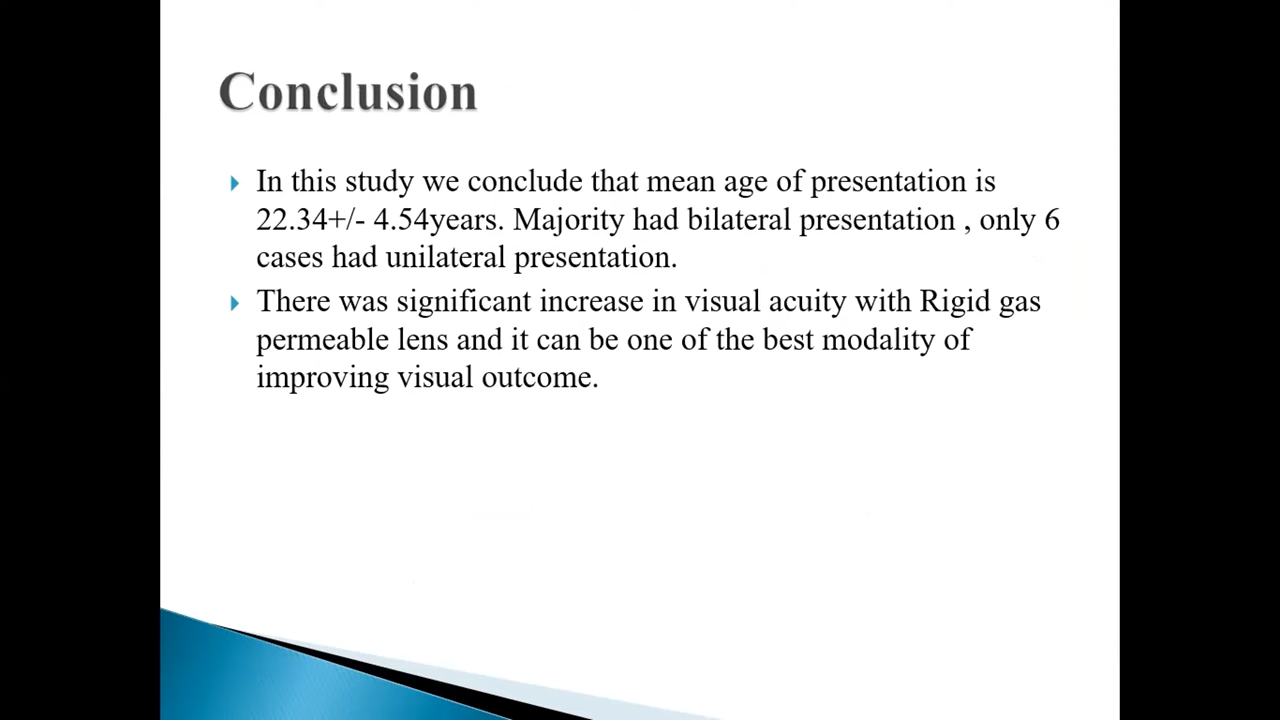 Conclusion
In this study we conclude that mean age of presentation is
22.34+/- 4.54years. Majority had bilateral presentation , only 6
cases had unilateral presentation.
There was significant increase in visual acuity with Rigid gas
permeable lens and it can be one of the best modality of
improving visual outcome.